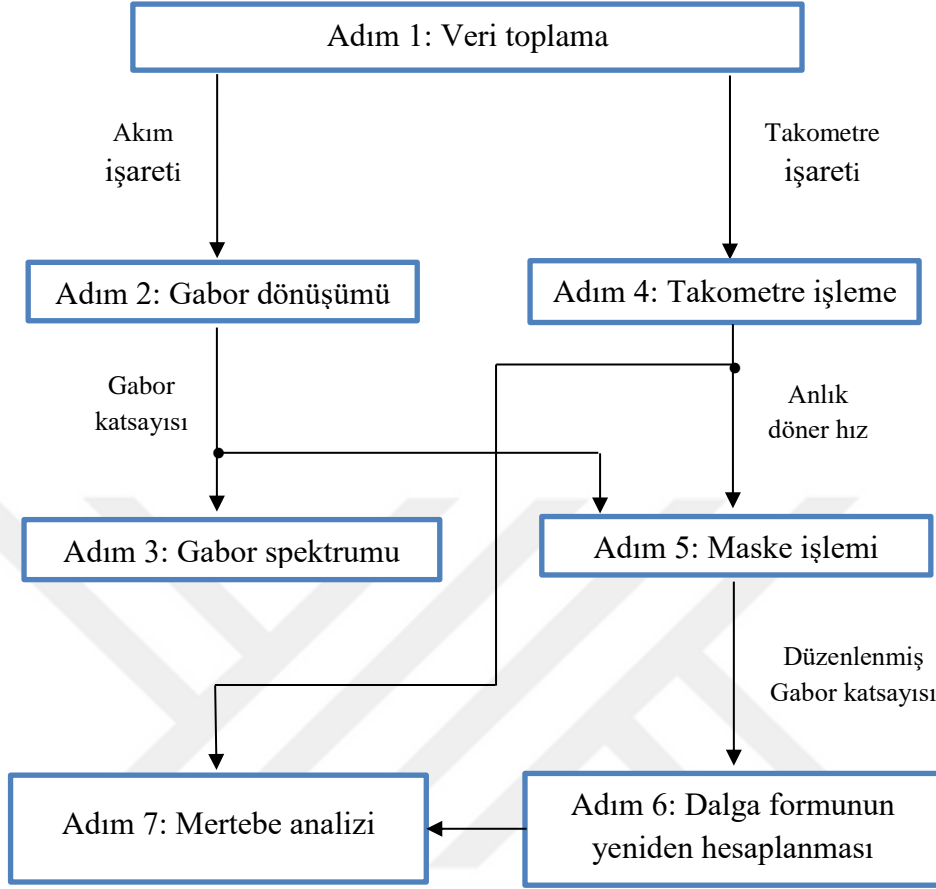 Adım 1: Veri toplama
Akım
işareti
Takometre
işareti
Adım 2: Gabor dönüşümü
Adım 4: Takometre işleme
Gabor
katsayısı
Anlık
döner hız
Adım 3: Gabor spektrumu
Adım 5: Maske işlemi
Düzenlenmiş
Gabor katsayısı
Adım 7: Mertebe analizi
Adım 6: Dalga formunun
yeniden hesaplanması